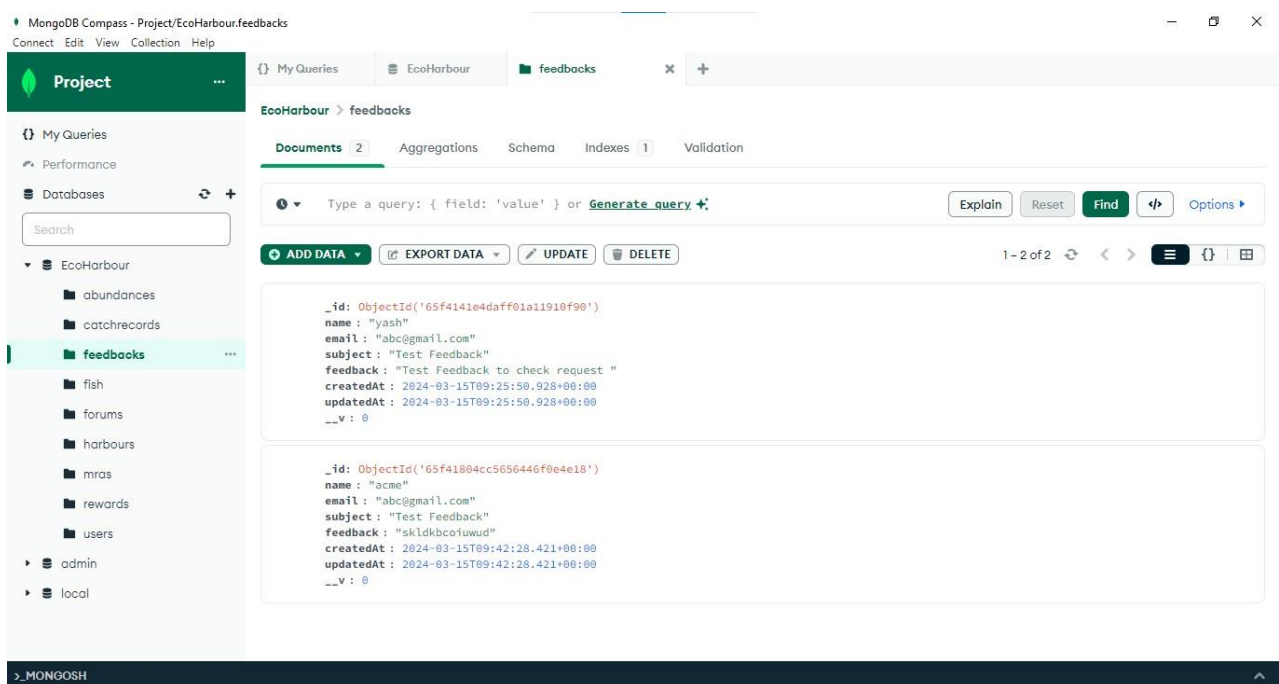 MongoDB Compass - Project/EcoHarbour.feedbacks
Connect Edit View Collection Help
Project ...
{} My Queries
Performance
Databases
Search
EcoHarbour
abundances
catchrecords
feedbacks ...
fish
forums
harbours
mras
rewards
users
admin
local
{} My Queries EcoHarbour feedbacks
EcoHarbour > feedbacks
Documents 2 Aggregations Schema Indexes 1 Validation
Type a query: { field: 'value' } or Generate query Explain Reset Find </> Options
ADD DATA EXPORT DATA UPDATE DELETE 1 – 2 of 2 {}
_id: ObjectId('65f4141e4daff01a11910f90')
name : "yash"
email : "abc@gmail.com"
subject : "Test Feedback"
feedback : "Test Feedback to check request "
createdAt : 2024-03-15T09:25:50.928+00:00
updatedAt : 2024-03-15T09:25:50.928+00:00
__v : 0
_id: ObjectId('65f41804cc5656446f0e4e18')
name : "acme"
email : "abc@gmail.com"
subject : "Test Feedback"
feedback : "skldkbcoiuwud"
createdAt : 2024-03-15T09:42:28.421+00:00
updatedAt : 2024-03-15T09:42:28.421+00:00
__v : 0
>_MONGOSH